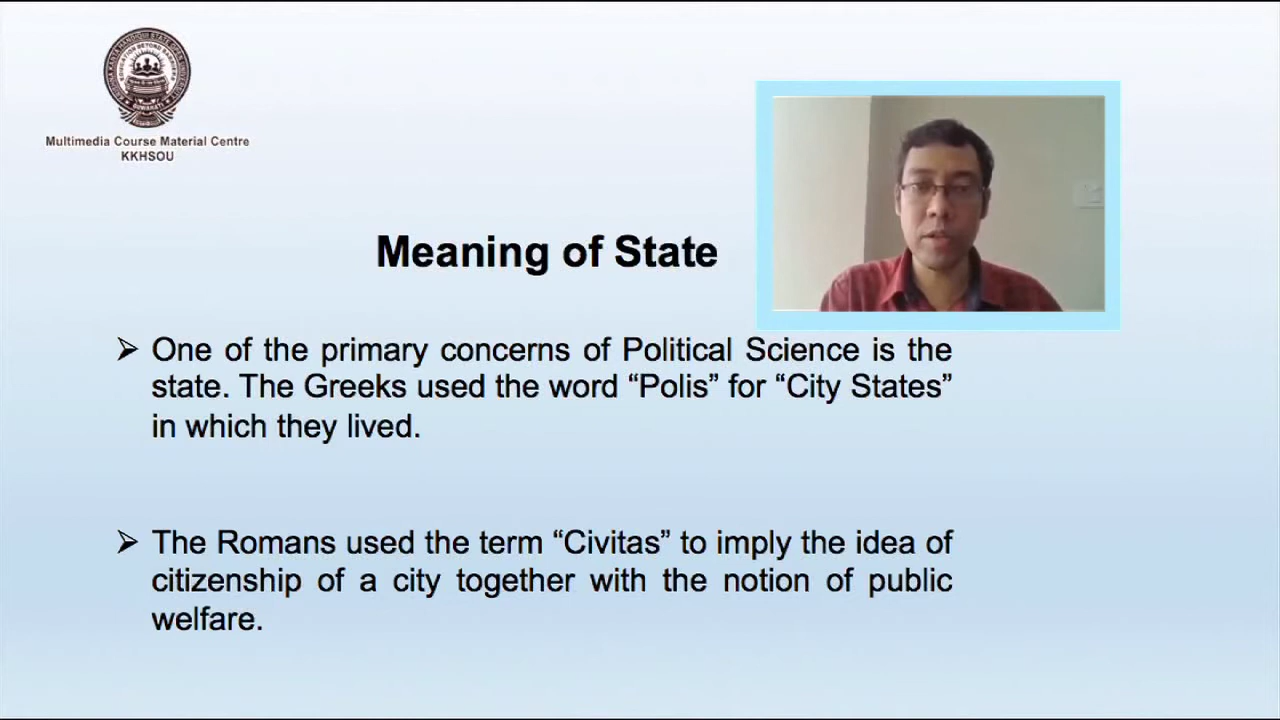 Multimedia Course Material Centre
KKHSOU
Meaning of State
➢ One of the primary concerns of Political Science is the
state. The Greeks used the word “Polis” for “City States”
in which they lived.
➢ The Romans used the term “Civitas” to imply the idea of
citizenship of a city together with the notion of public
welfare.